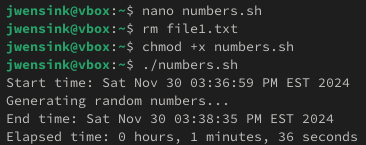 jwensink@vbox:~$ nano numbers.sh
jwensink@vbox:~$ rm file1.txt
jwensink@vbox:~$ chmod +x numbers.sh
jwensink@vbox:~$ ./numbers.sh
Start time: Sat Nov 30 03:36:59 PM EST 2024
Generating random numbers...
End time: Sat Nov 30 03:38:35 PM EST 2024
Elapsed time: 0 hours, 1 minutes, 36 seconds